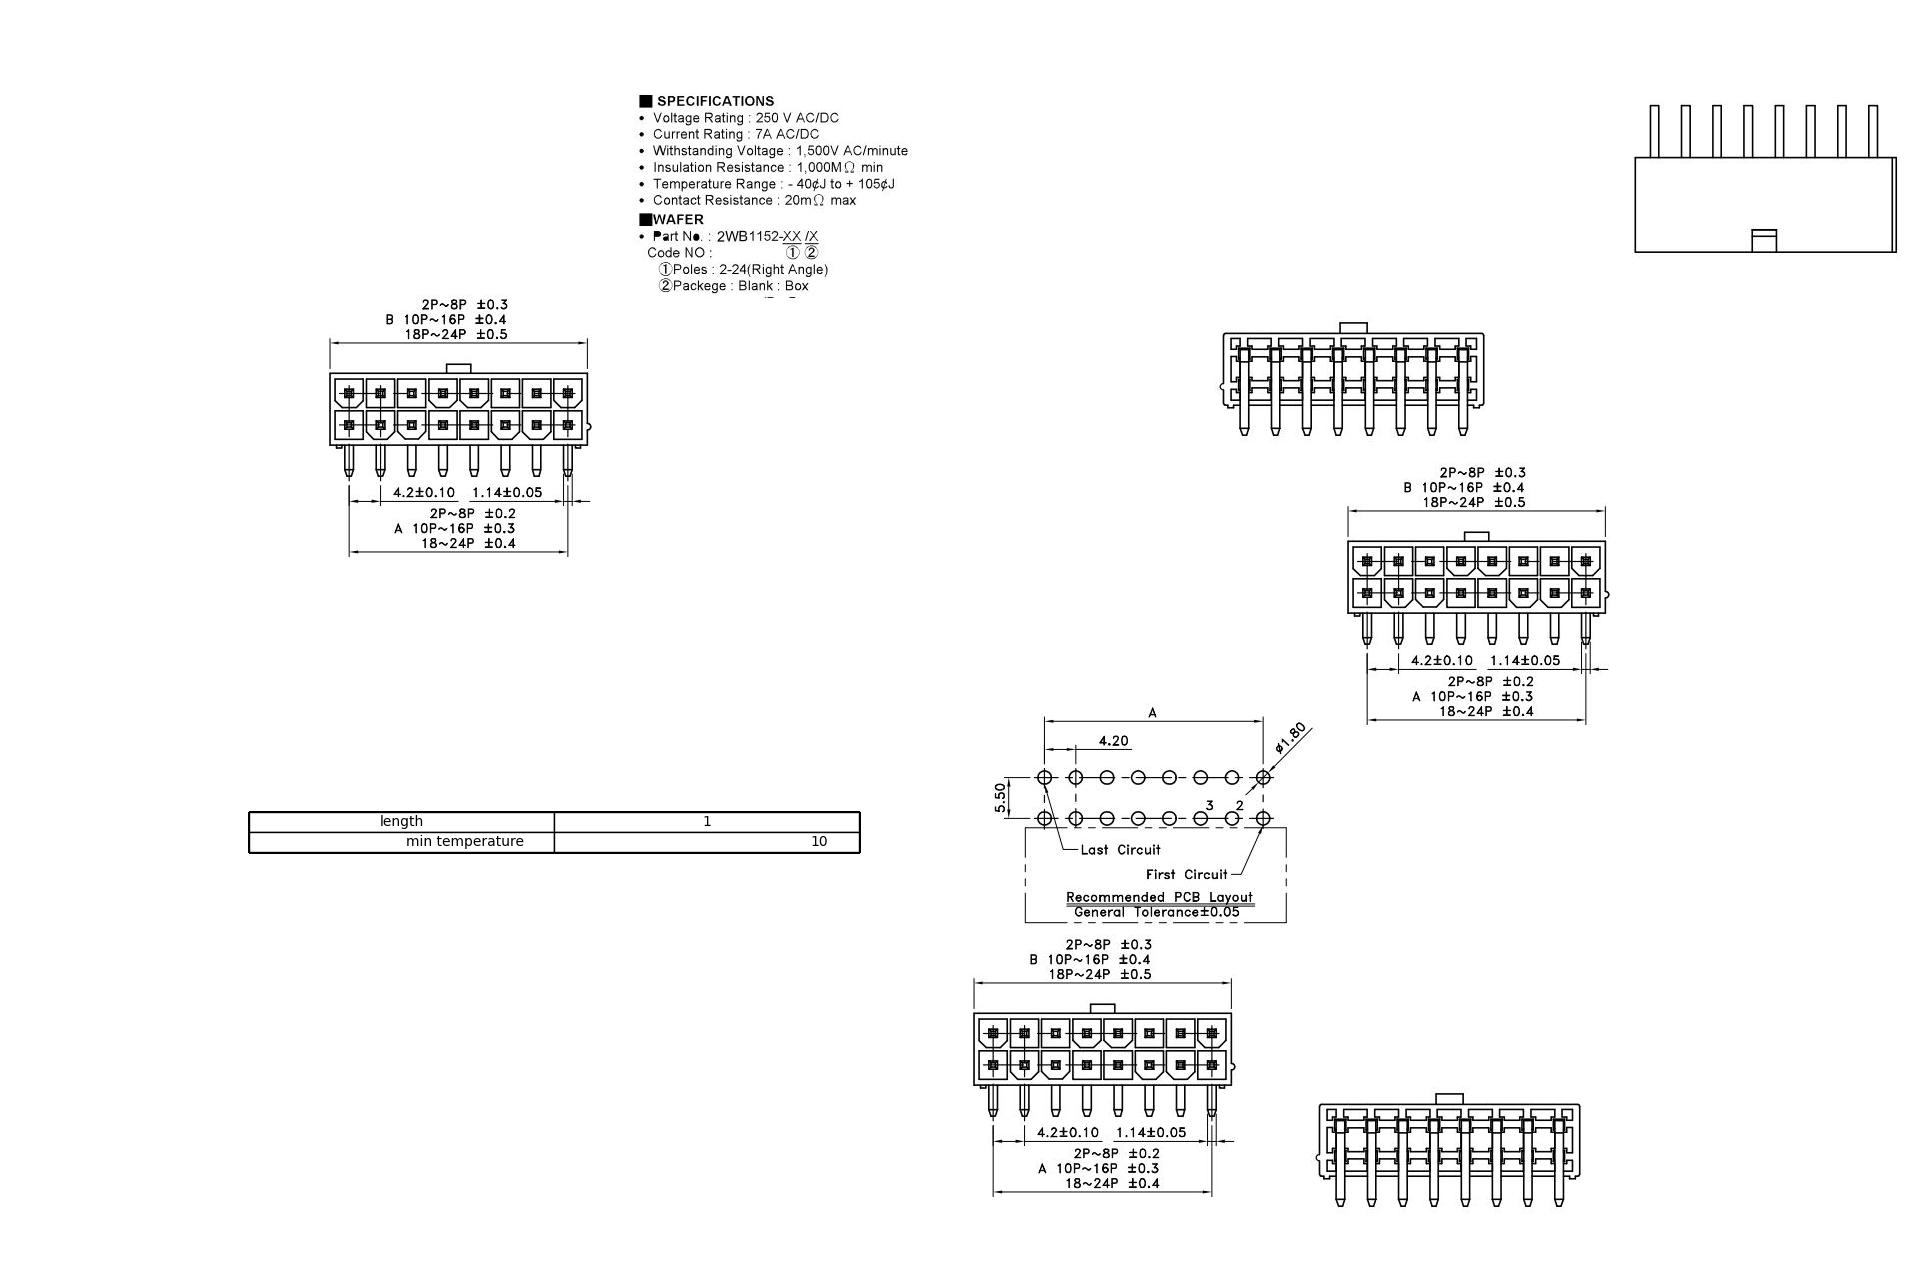 ■ SPECIFICATIONS
• Voltage Rating : 250 V AC/DC
• Current Rating : 7A AC/DC
• Withstanding Voltage : 1,500V AC/minute
• Insulation Resistance : 1,000MΩ min
• Temperature Range : - 40¢J to + 105¢J
• Contact Resistance : 20mΩ max
■WAFER
• Part No. : 2WB1152-XX /X
Code NO : ① ②
①Poles : 2-24(Right Angle)
②Packege : Blank : Box
2P~8P ±0.3
B 10P~16P ±0.4
18P~24P ±0.5
4.2±0.10 1.14±0.05
2P~8P ±0.2
A 10P~16P ±0.3
18~24P ±0.4
2P~8P ±0.3
B 10P~16P ±0.4
18P~24P ±0.5
4.2±0.10 1.14±0.05
2P~8P ±0.2
A 10P~16P ±0.3
18~24P ±0.4
A
4.20
ø1.80
5.50
3 2
Last Circuit
First Circuit
Recommended PCB Layout
General Tolerance±0.05
length 1
min temperature 10
2P~8P ±0.3
B 10P~16P ±0.4
18P~24P ±0.5
4.2±0.10 1.14±0.05
2P~8P ±0.2
A 10P~16P ±0.3
18~24P ±0.4